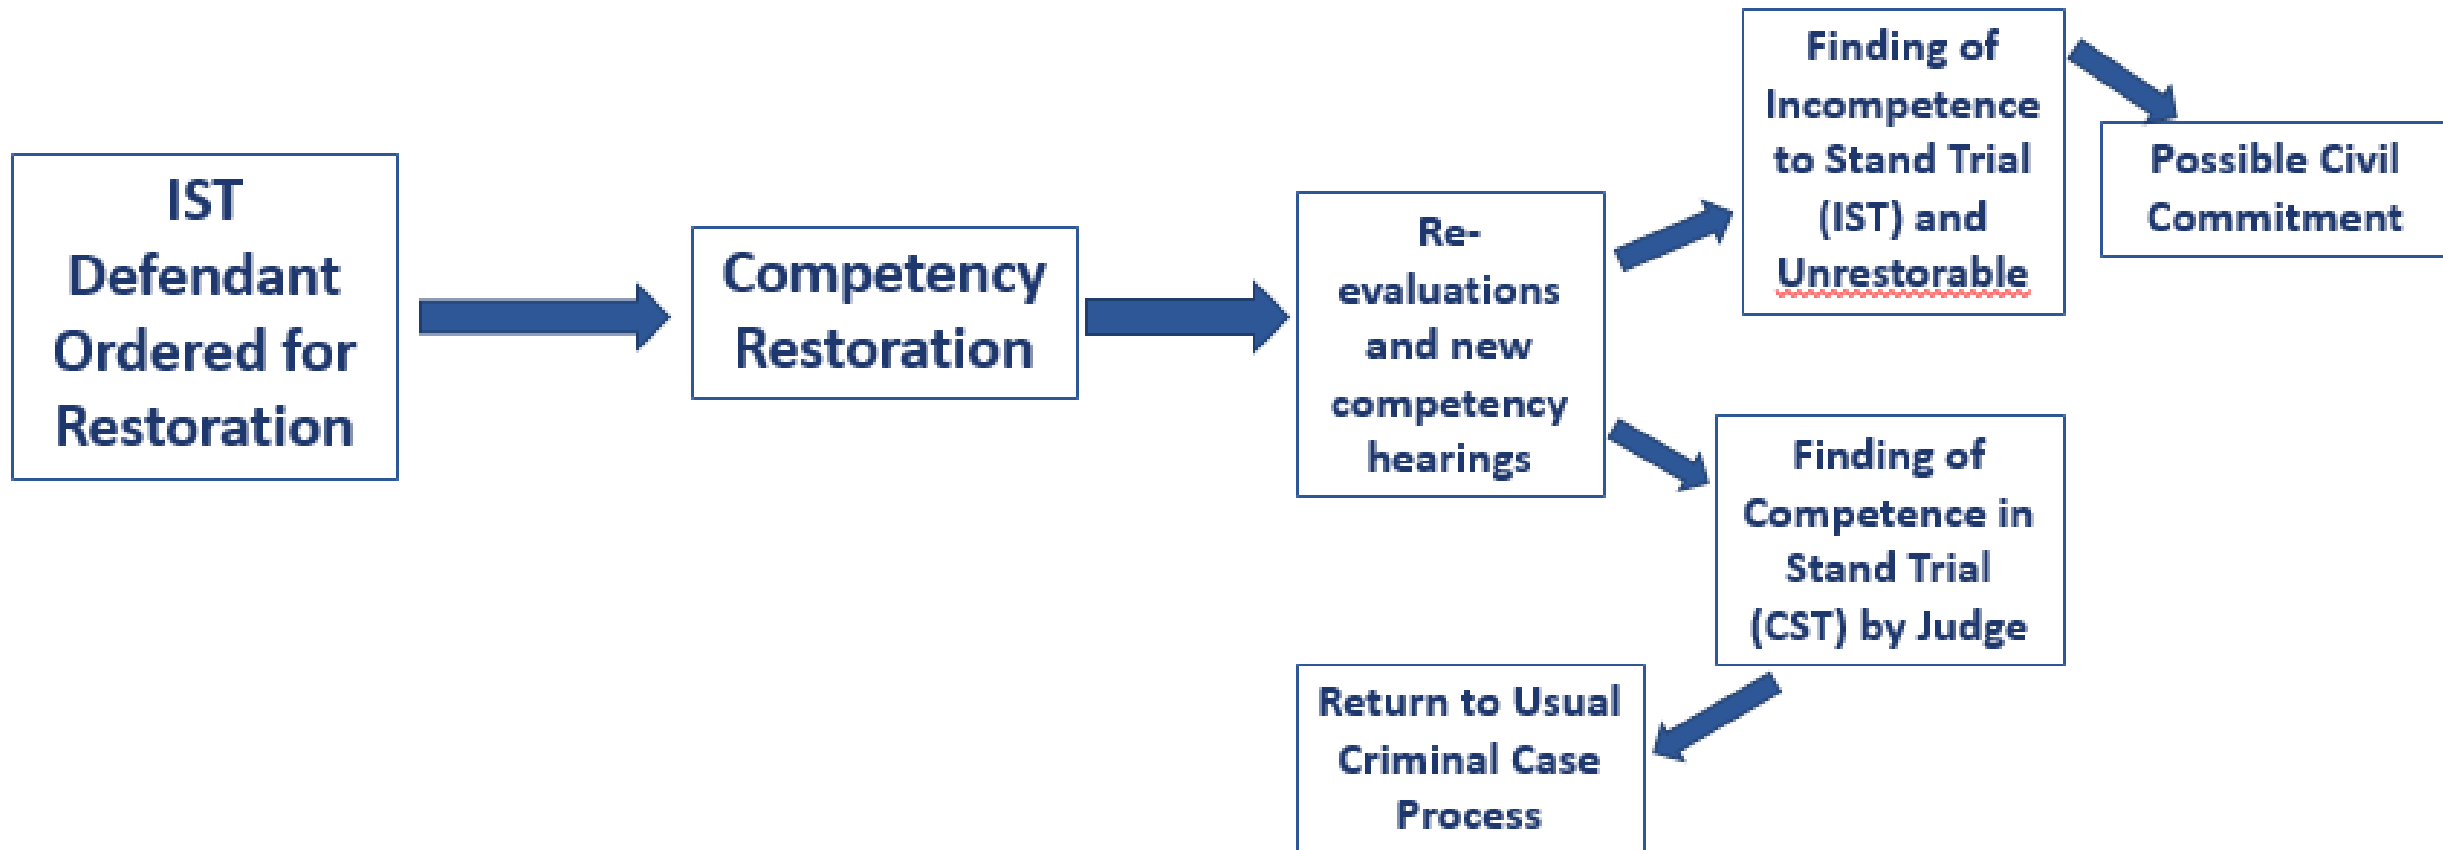 IST
Defendant
Ordered for
Restoration
Competency
Restoration
Re-
evaluations
and new
competency
hearings
Finding of
Incompetence
to Stand Trial
(IST) and
Unrestorable
Possible Civil
Commitment
Finding of
Competence in
Stand Trial
(CST) by Judge
Return to Usual
Criminal Case
Process